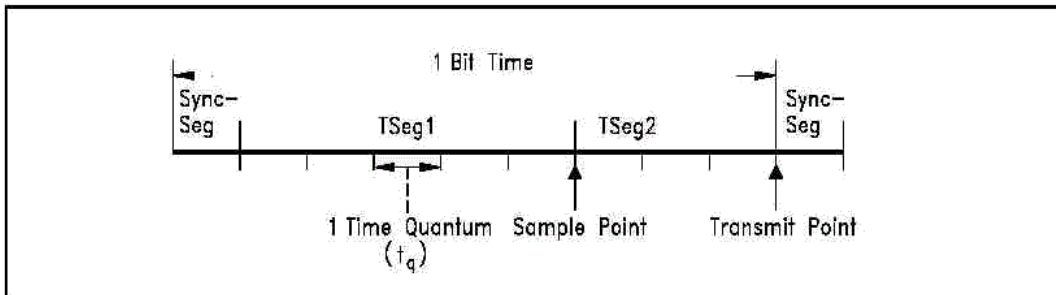 1 Bit Time
Sync-
Seg
TSeg1
TSeg2
Sync-
Seg
1 Time Quantum
(tq)
Sample Point
Transmit Point